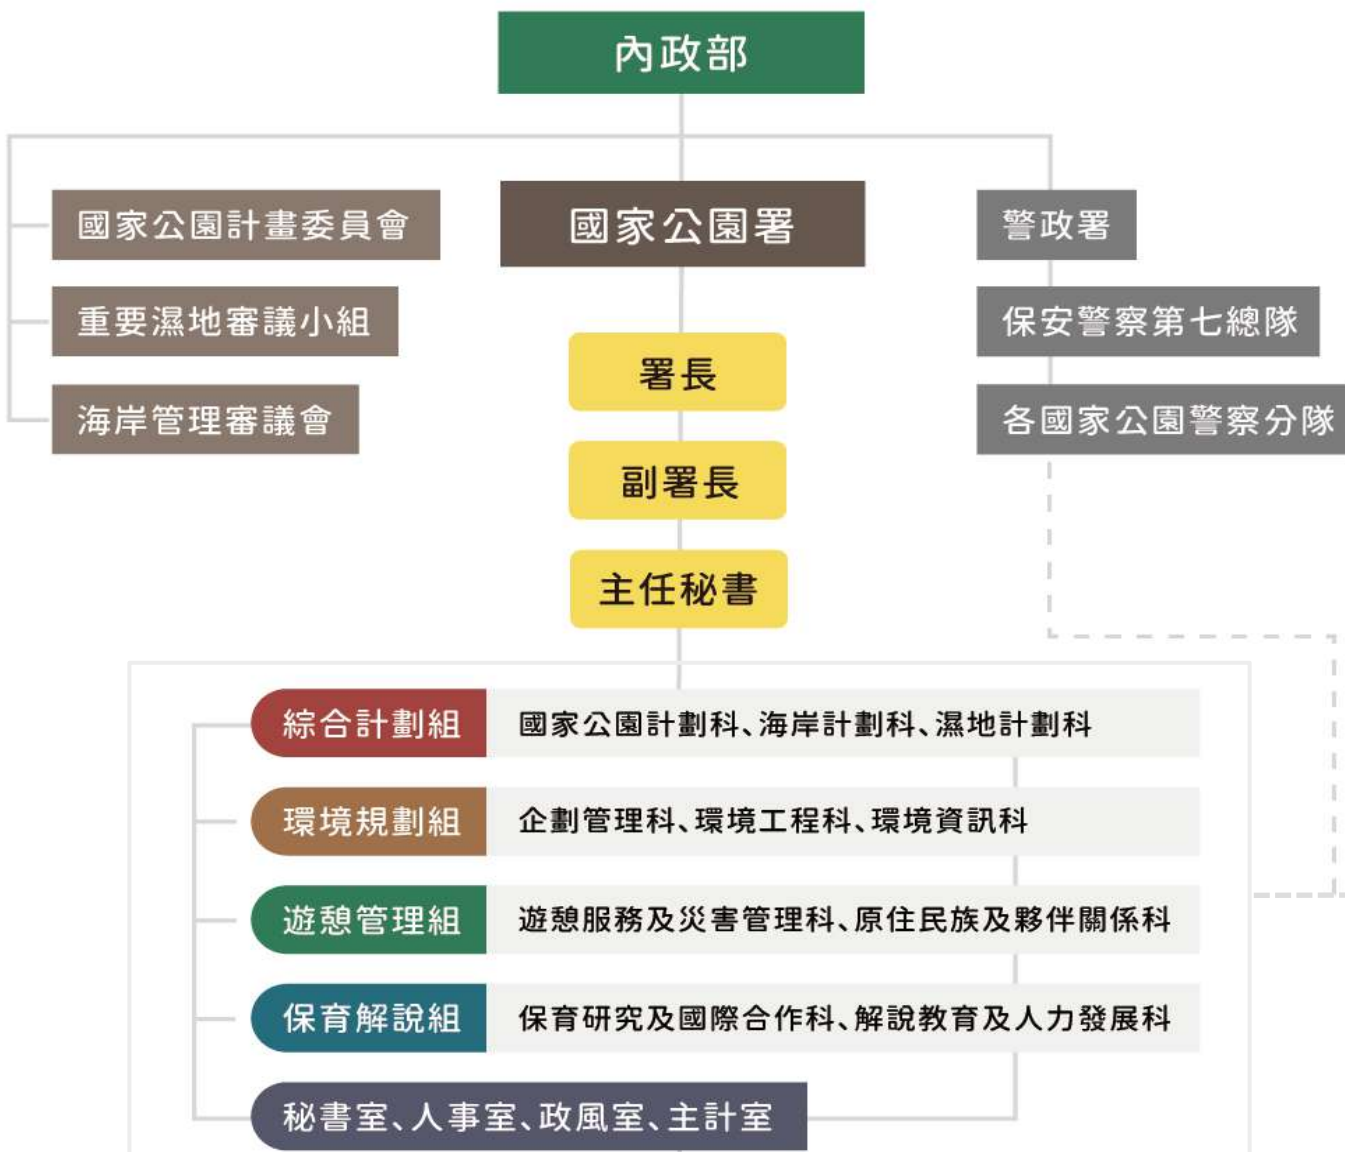 內政部
國家公園計畫委員會
重要濕地審議小組
海岸管理審議會
國家公園署
署長
副署長
主任秘書
警政署
保安警察第七總隊
各國家公園警察分隊
綜合計劃組 國家公園計劃科、海岸計劃科、濕地計劃科
環境規劃組 企劃管理科、環境工程科、環境資訊科
遊憩管理組 遊憩服務及災害管理科、原住民族及夥伴關係科
保育解說組 保育研究及國際合作科、解說教育及人力發展科
秘書室、人事室、政風室、主計室